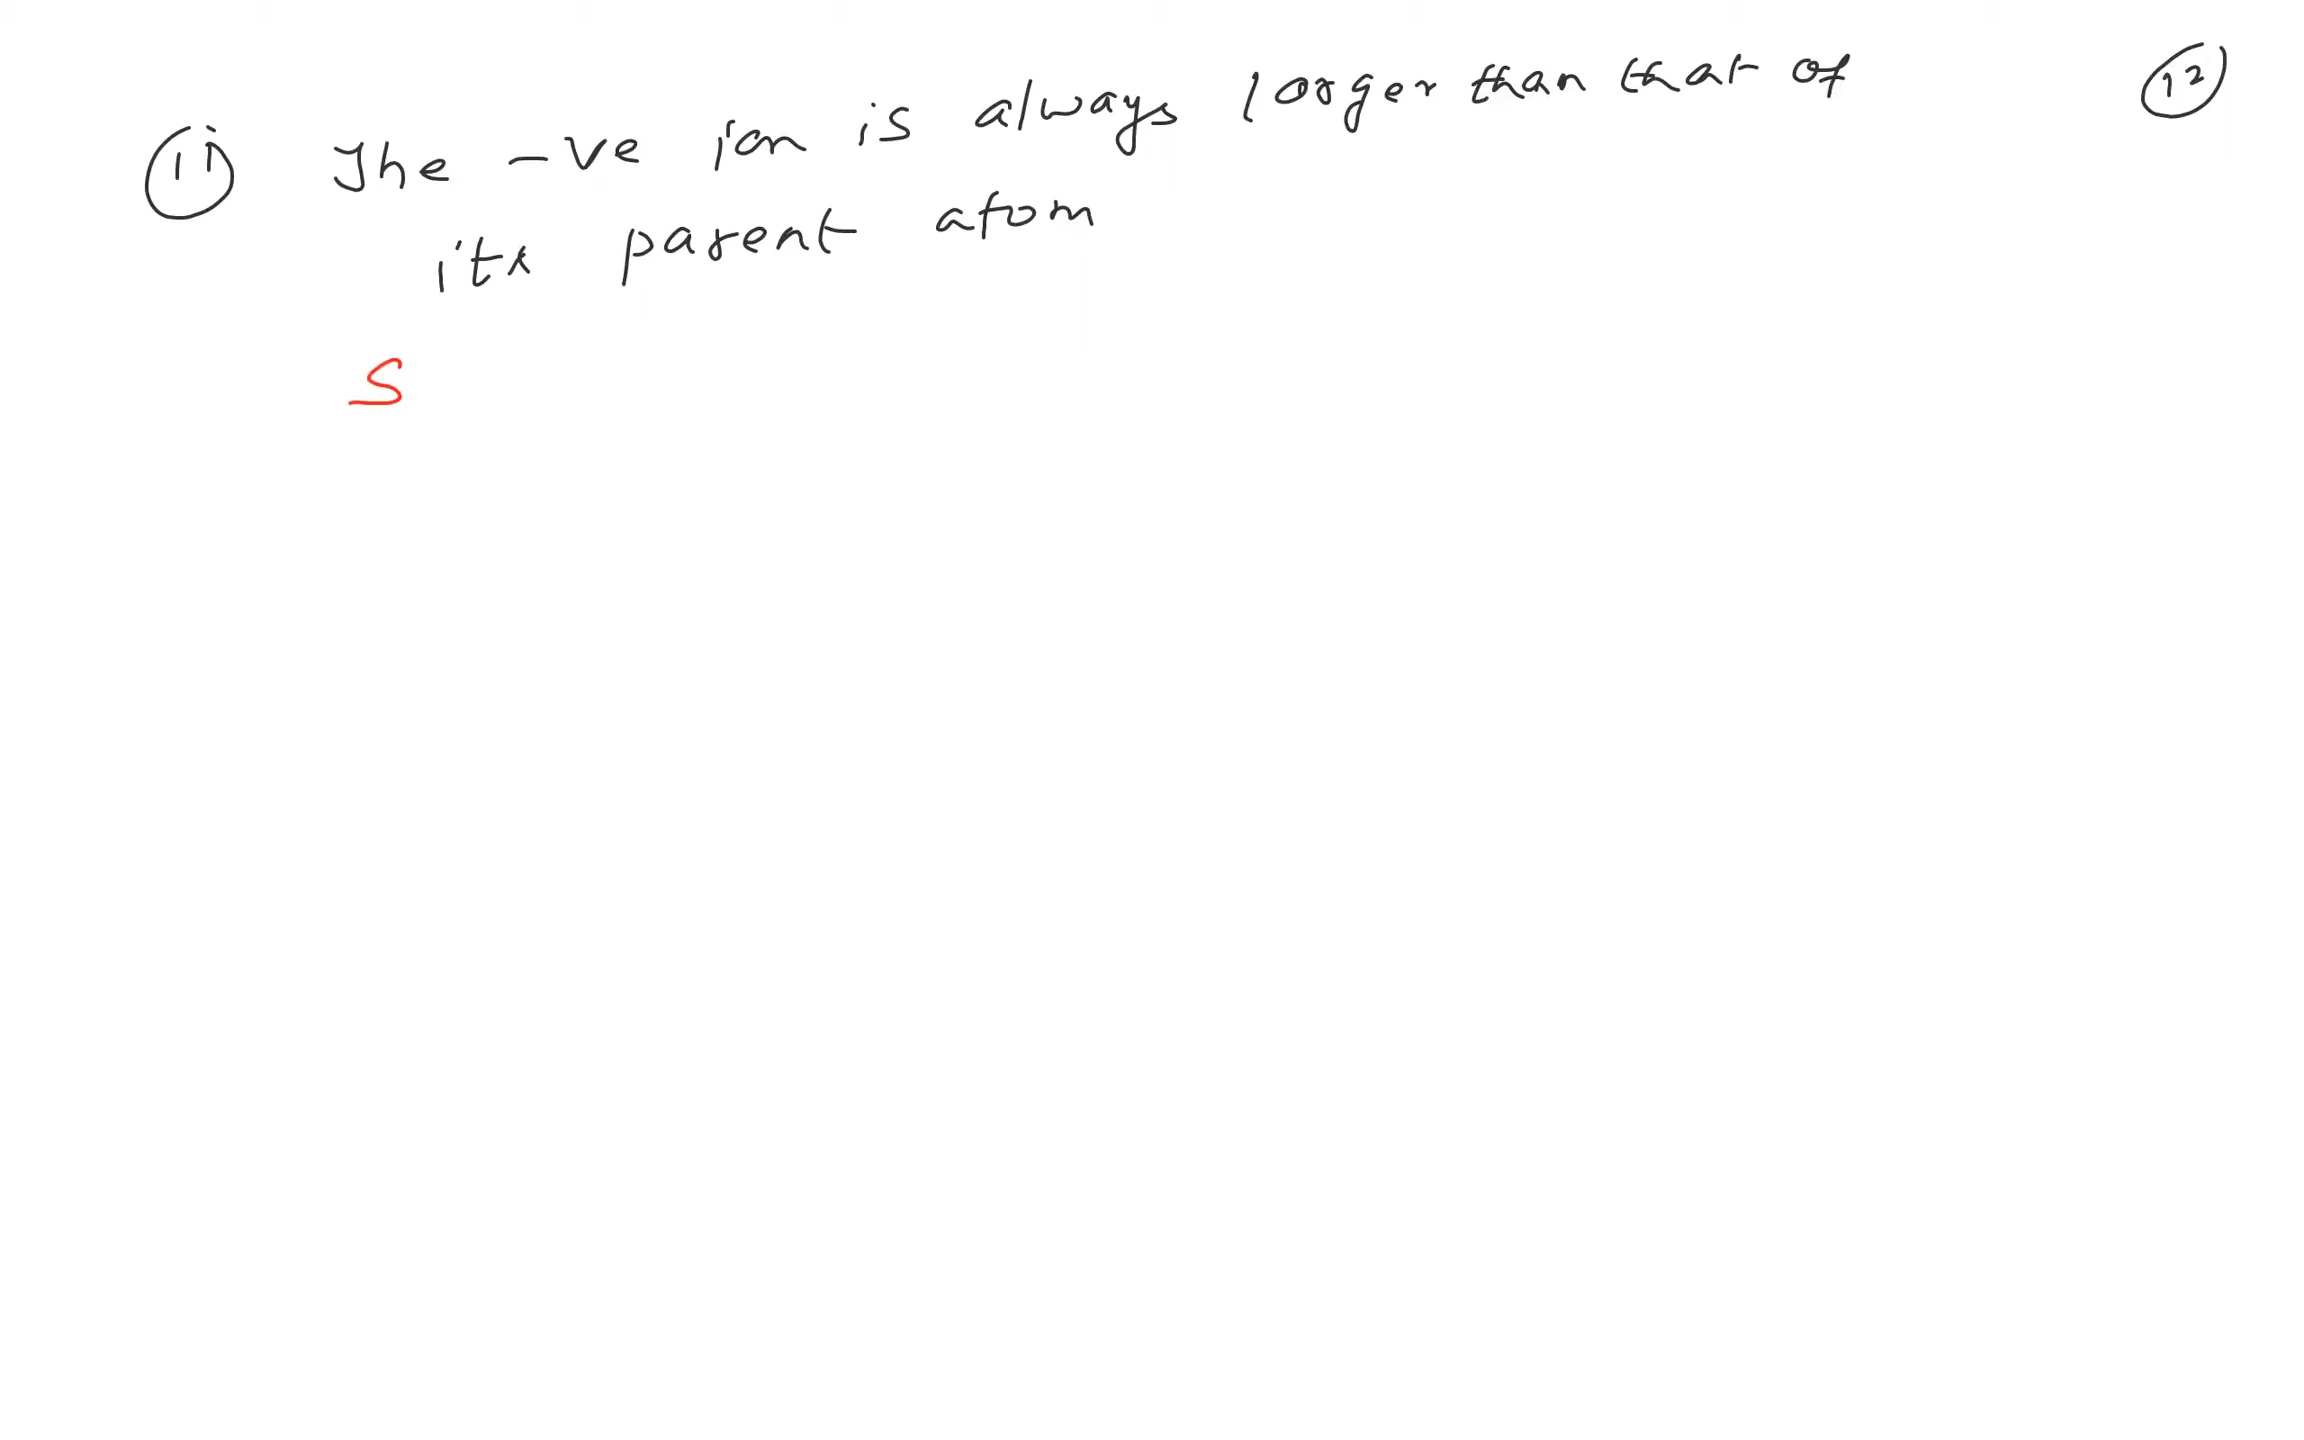 (ii) The -ve ion is always larger than that of
its parent atom
12
S